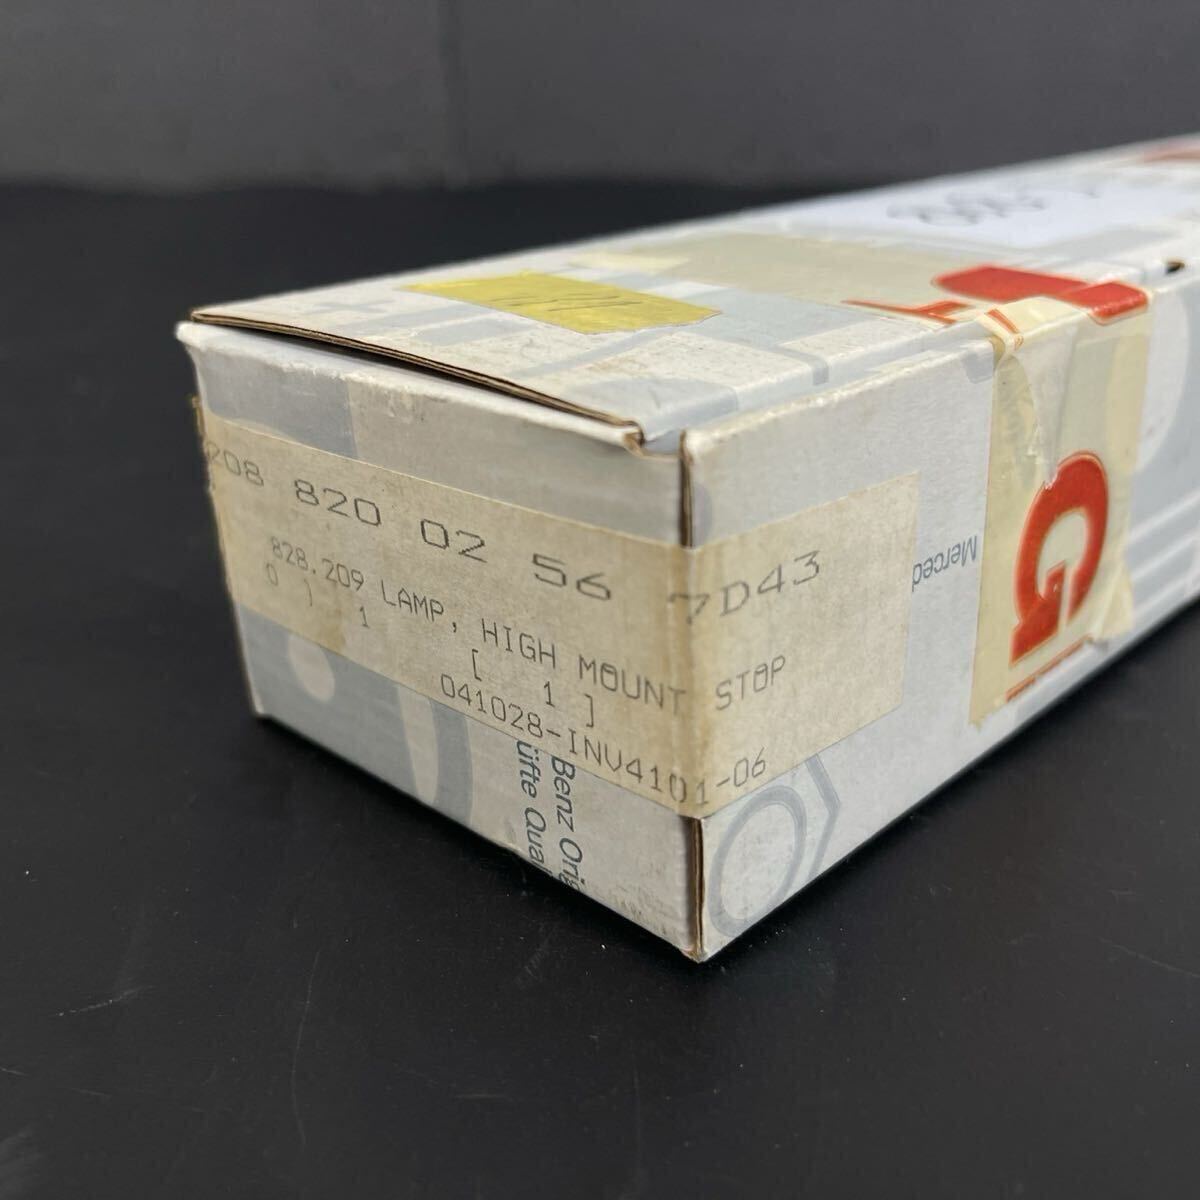 208 820 02 56 7D43
828.209 LAMP, HIGH MOUNT STOP
0 ) 1 [ 1 ]
041028-INV4101-06
Benz Orig
üfte Quali
Merced
G